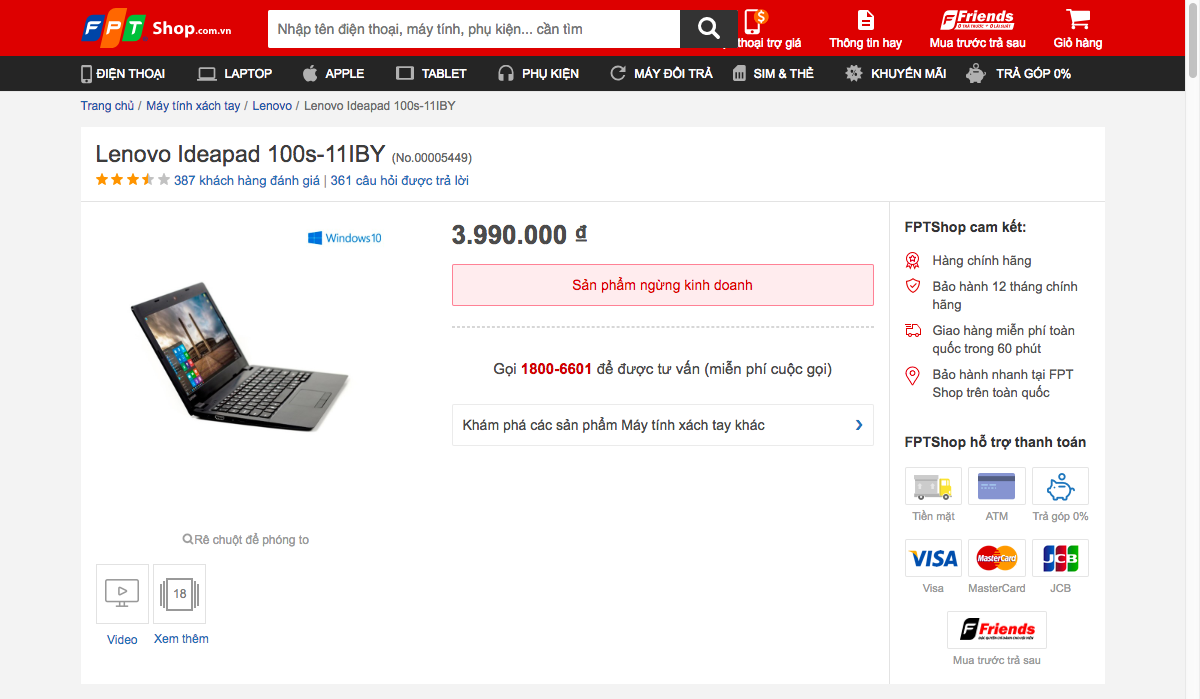 FPT Shop.com.vn
Nhập tên điện thoại, máy tính, phụ kiện... cần tìm
thoại trợ giá
Thông tin hay
Friends
Mua trước trả sau
Giỏ hàng
ĐIỆN THOẠI
LAPTOP
APPLE
TABLET
PHỤ KIỆN
MÁY ĐỔI TRẢ
SIM & THẺ
KHUYẾN MÃI
TRẢ GÓP 0%
Trang chủ / Máy tính xách tay / Lenovo / Lenovo Ideapad 100s-11IBY
Lenovo Ideapad 100s-11IBY (No.00005449)
387 khách hàng đánh giá | 361 câu hỏi được trả lời
Windows10
Rê chuột để phóng to
Video
18
Xem thêm
3.990.000 ₫
Sản phẩm ngừng kinh doanh
Gọi 1800-6601 để được tư vấn (miễn phí cuộc gọi)
Khám phá các sản phẩm Máy tính xách tay khác
FPTShop cam kết:
Hàng chính hãng
Bảo hành 12 tháng chính
hãng
Giao hàng miễn phí toàn
quốc trong 60 phút
Bảo hành nhanh tại FPT
Shop trên toàn quốc
FPTShop hỗ trợ thanh toán
Tiền mặt
ATM
Trả góp 0%
VISA
MasterCard
JCB
Visa
MasterCard
JCB
Friends
Mua trước trả sau